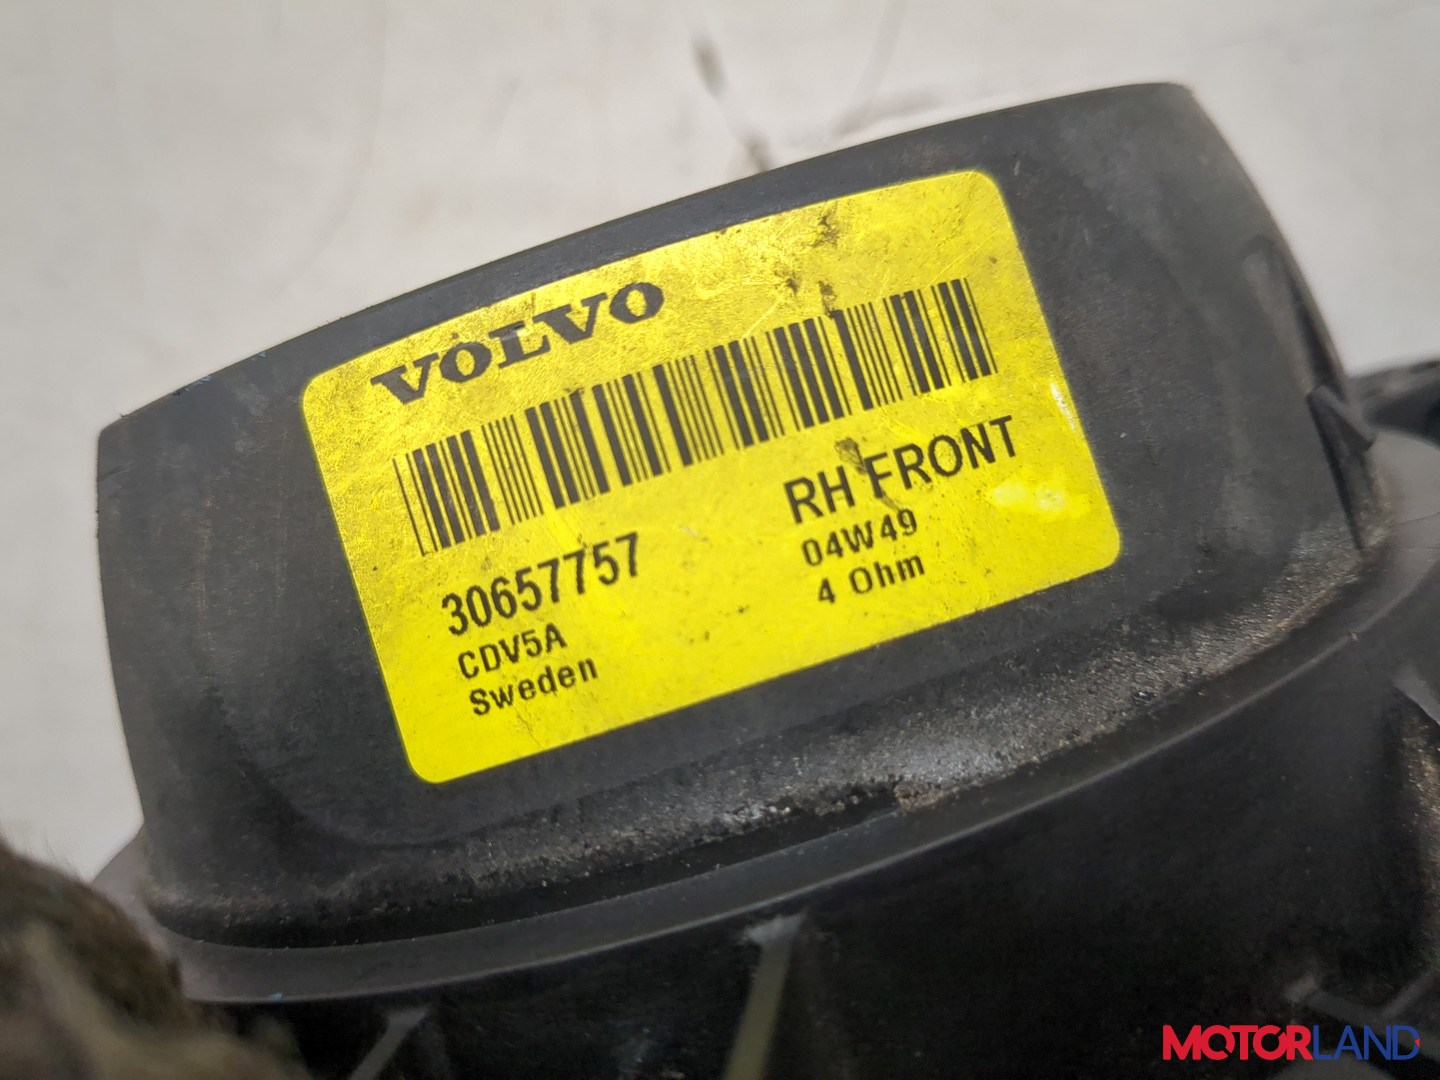 VOLVO
30657757
CDV5A
Sweden
RH FRONT
04W49
4 Ohm
MOTORLAND